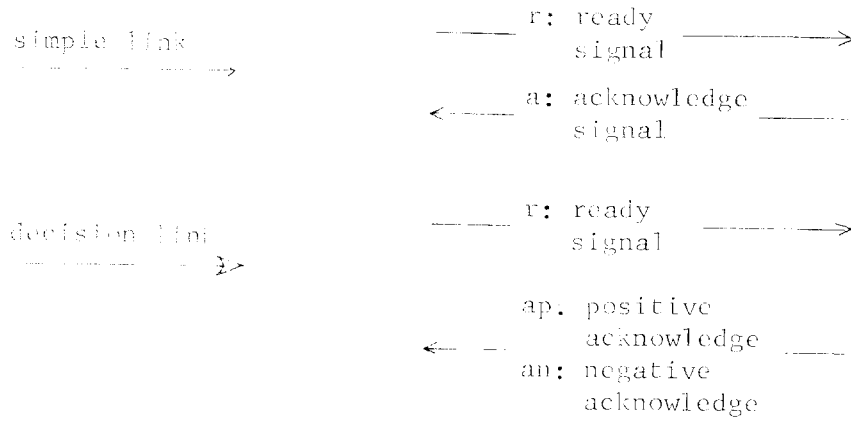 simple link
r: ready
signal
a: acknowledge
signal
decision link
r: ready
signal
ap: positive
acknowledge
an: negative
acknowledge